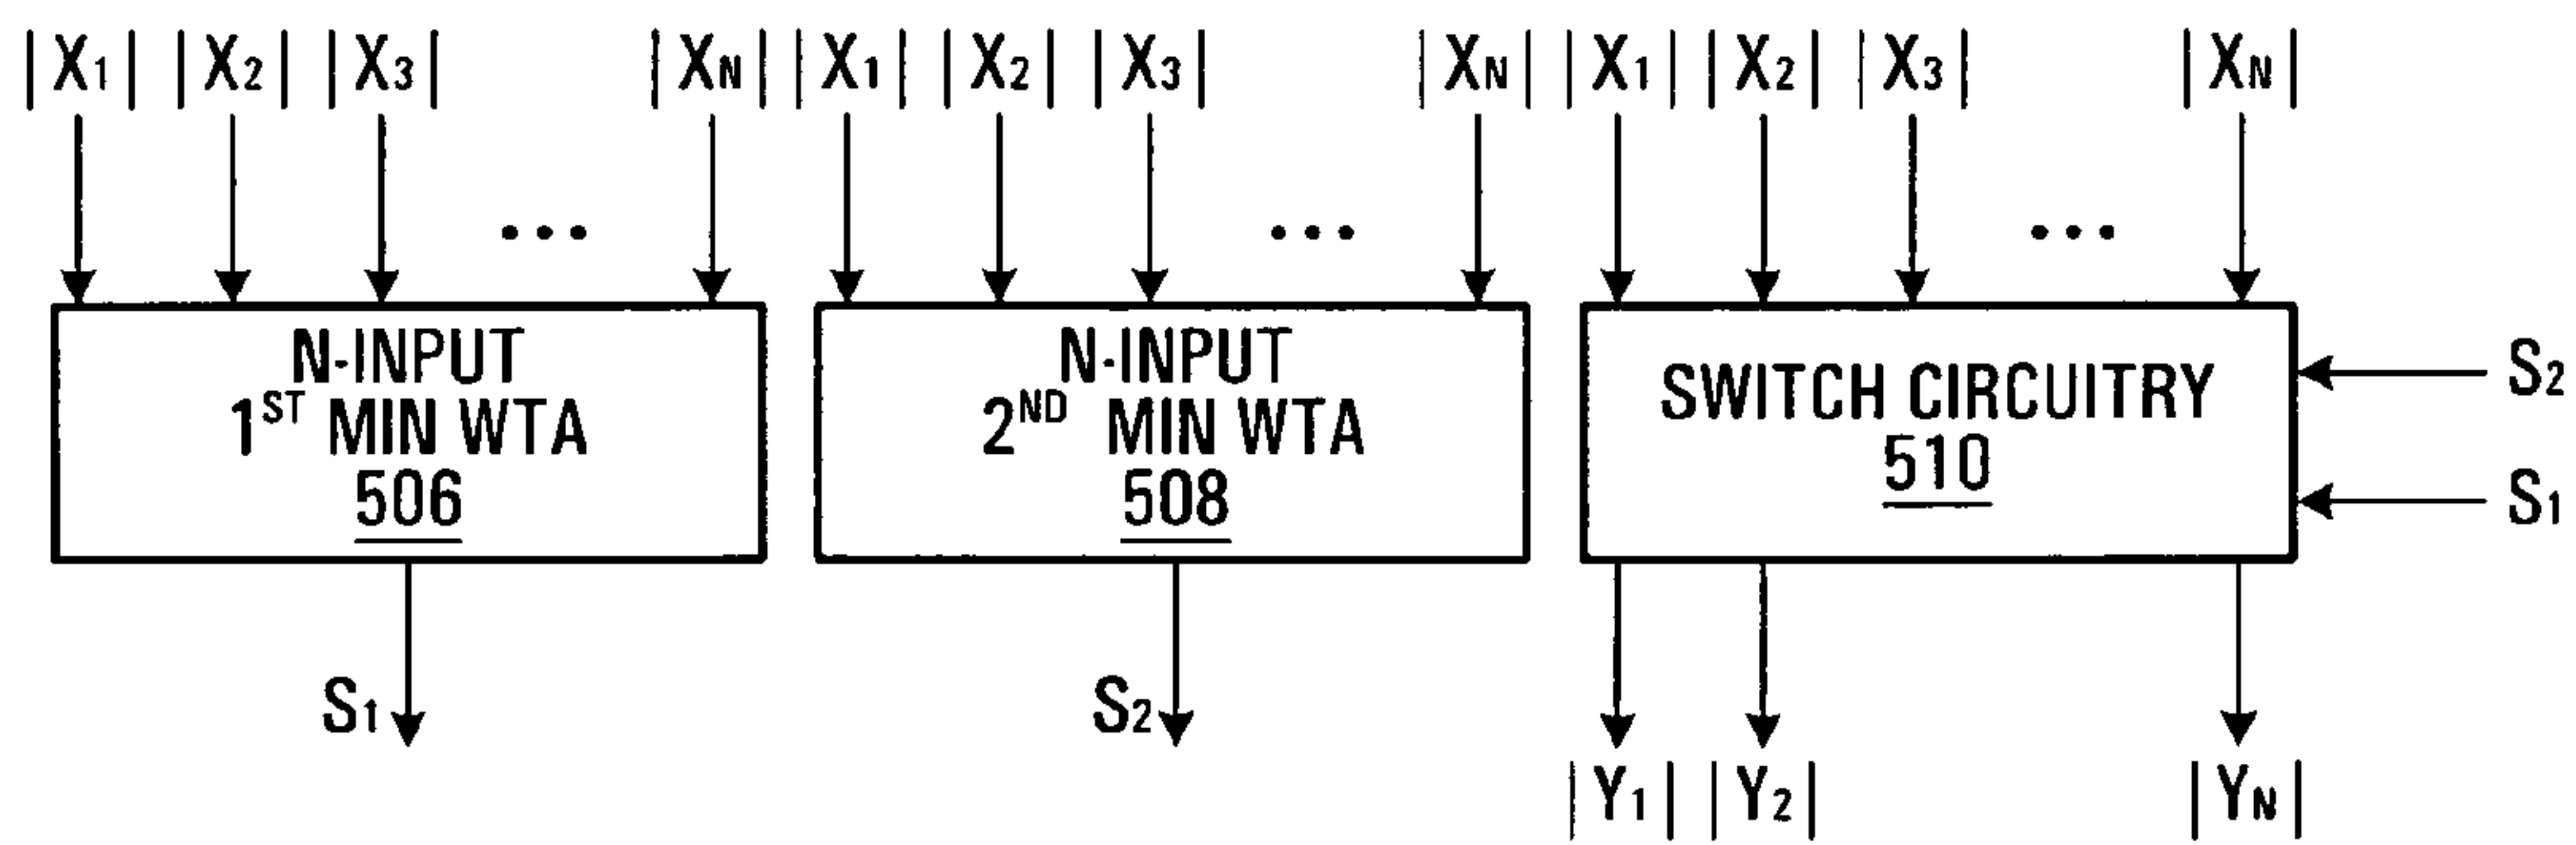 |X1| |X2| |X3| |XN| |X1| |X2| |X3| |XN| |X1| |X2| |X3| |XN|
... ... ...
N-INPUT
1ST MIN WTA
506
N-INPUT
2ND MIN WTA
508
SWITCH CIRCUITRY
510
S2
S1
S1
S2
|Y1| |Y2| |YN|